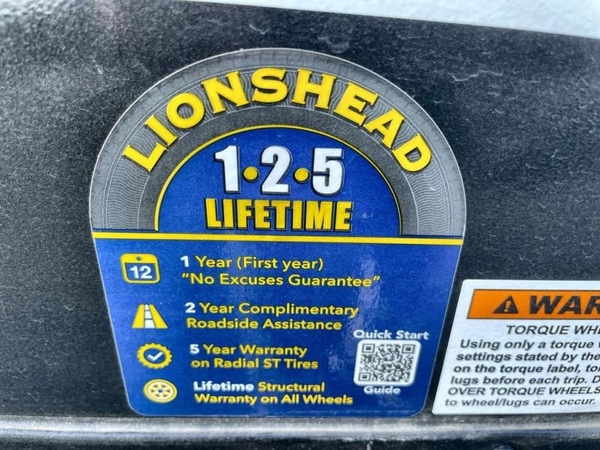 LIONSHEAD
1•2•5
LIFETIME
12
1 Year (First year)
"No Excuses Guarantee"
2 Year Complimentary
Roadside Assistance
5 Year Warranty
on Radial ST Tires
Lifetime Structural
Warranty on All Wheels
Quick Start
Guide
TORQUE
Using only a torque
settings stated by the
on the torque label,
lugs before each trip.
OVER TORQUE WHEELS
to wheel/lugs can occur.